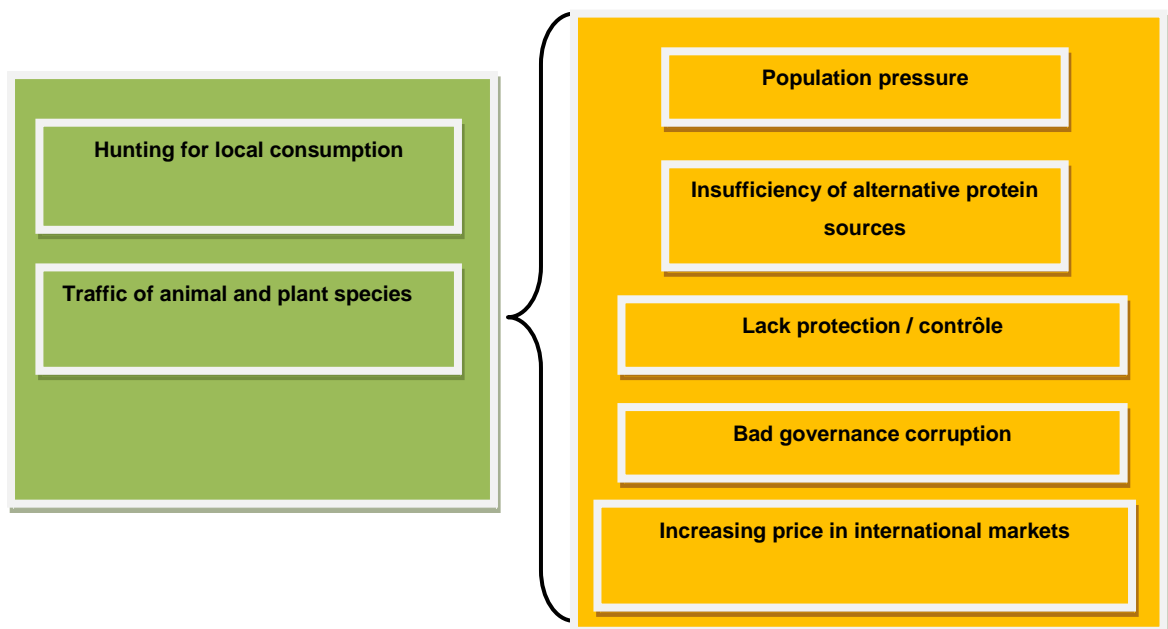 Hunting for local consumption
Traffic of animal and plant species
Population pressure
Insufficiency of alternative protein
sources
Lack protection / contrôle
Bad governance corruption
Increasing price in international markets